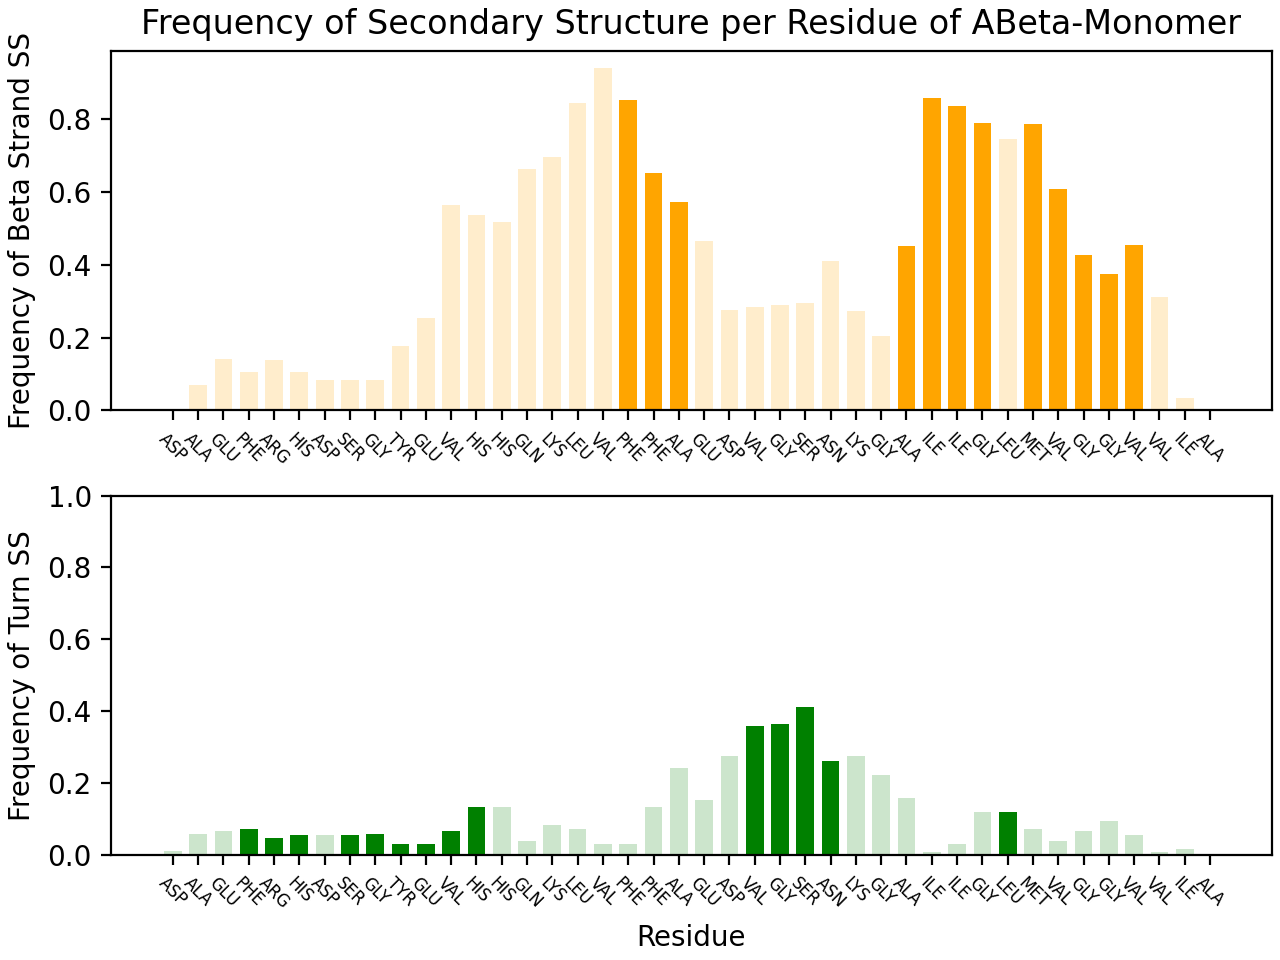 Frequency of Secondary Structure per Residue of ABeta-Monomer
Frequency of Beta Strand SS
0.8
0.6
0.4
0.2
0.0
ASP ALA GLU PHE ARG HIS ASP SER GLY TYR GLU VAL HIS HIS GLN LYS LEU VAL PHE PHE ALA GLU ASP VAL GLY SER ASN LYS GLY ALA ILE ILE GLY LEU MET VAL GLY GLY VAL VAL ILE ALA
Frequency of Turn SS
1.0
0.8
0.6
0.4
0.2
0.0
ASP ALA GLU PHE ARG HIS ASP SER GLY TYR GLU VAL HIS HIS GLN LYS LEU VAL PHE PHE ALA GLU ASP VAL GLY SER ASN LYS GLY ALA ILE ILE GLY LEU MET VAL GLY GLY VAL VAL ILE ALA
Residue